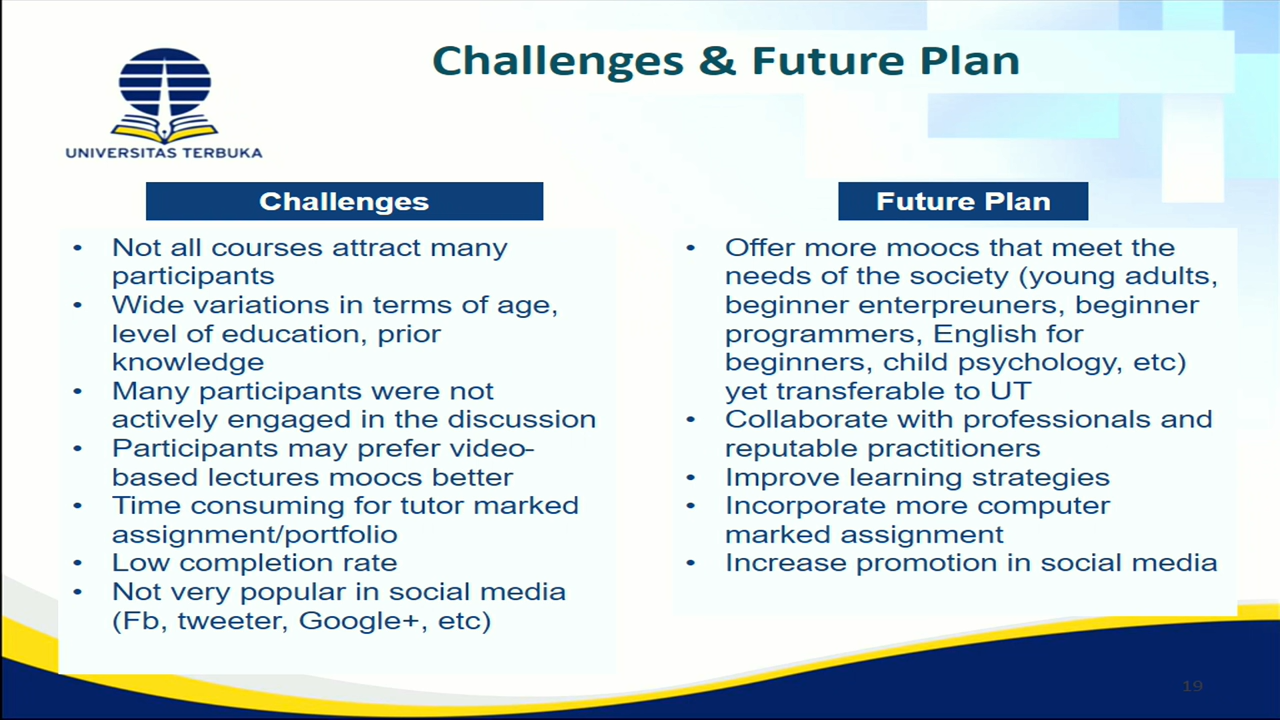 Challenges & Future Plan
UNIVERSITAS TERBUKA
Challenges
• Not all courses attract many
participants
• Wide variations in terms of age,
level of education, prior
knowledge
• Many participants were not
actively engaged in the discussion
• Participants may prefer video-
based lectures moocs better
• Time consuming for tutor marked
assignment/portfolio
• Low completion rate
• Not very popular in social media
(Fb, tweeter, Google+, etc)
Future Plan
• Offer more moocs that meet the
needs of the society (young adults,
beginner enterpreuners, beginner
programmers, English for
beginners, child psychology, etc)
yet transferable to UT
• Collaborate with professionals and
reputable practitioners
• Improve learning strategies
• Incorporate more computer
marked assignment
• Increase promotion in social media
19